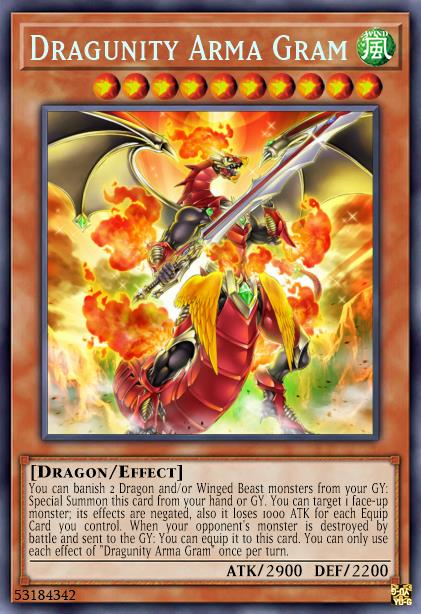 DRAGUNITY ARMA GRAM
WIND
風
[DRAGON/EFFECT]
You can banish 2 Dragon and/or Winged Beast monsters from your GY:
Special Summon this card from your hand or GY. You can target 1 face-up
monster; its effects are negated, also it loses 1000 ATK for each Equip
Card you control. When your opponent's monster is destroyed by
battle and sent to the GY: You can equip it to this card. You can only use
each effect of "Dragunity Arma Gram" once per turn.
ATK/2900 DEF/2200
53184342